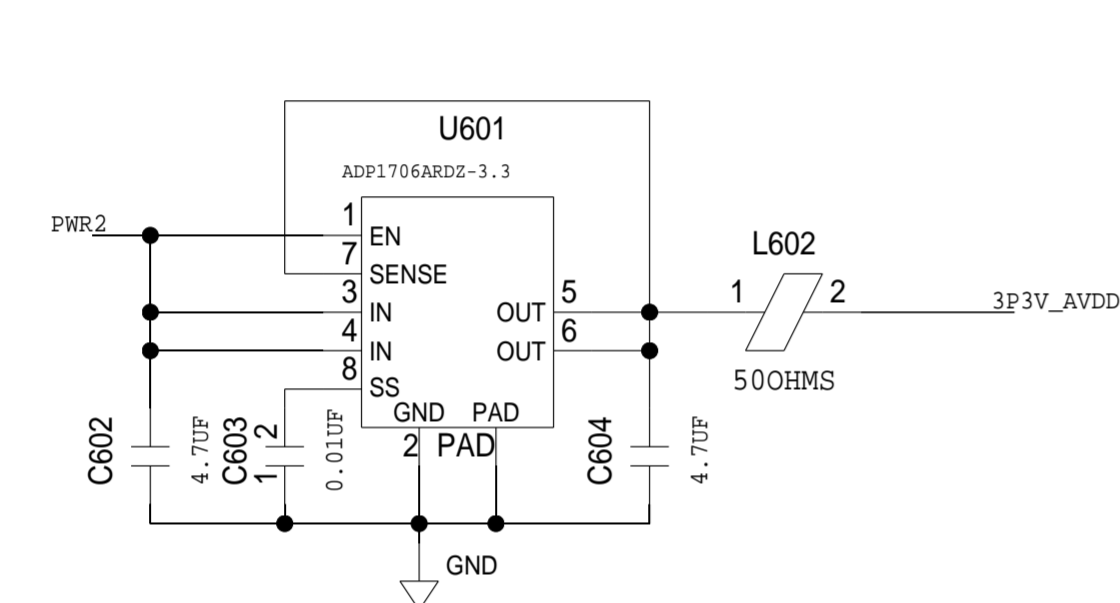 U601
ADP1706ARDZ-3.3
PWR2
1
EN
7
SENSE
3
IN
4
IN
8
SS
OUT
5
OUT
6
GND
PAD
2
PAD
L602
1
2
50OHMS
3P3V_AVDD
C602
4.7UF
C603
2
1
0.01UF
C604
4.7UF
GND